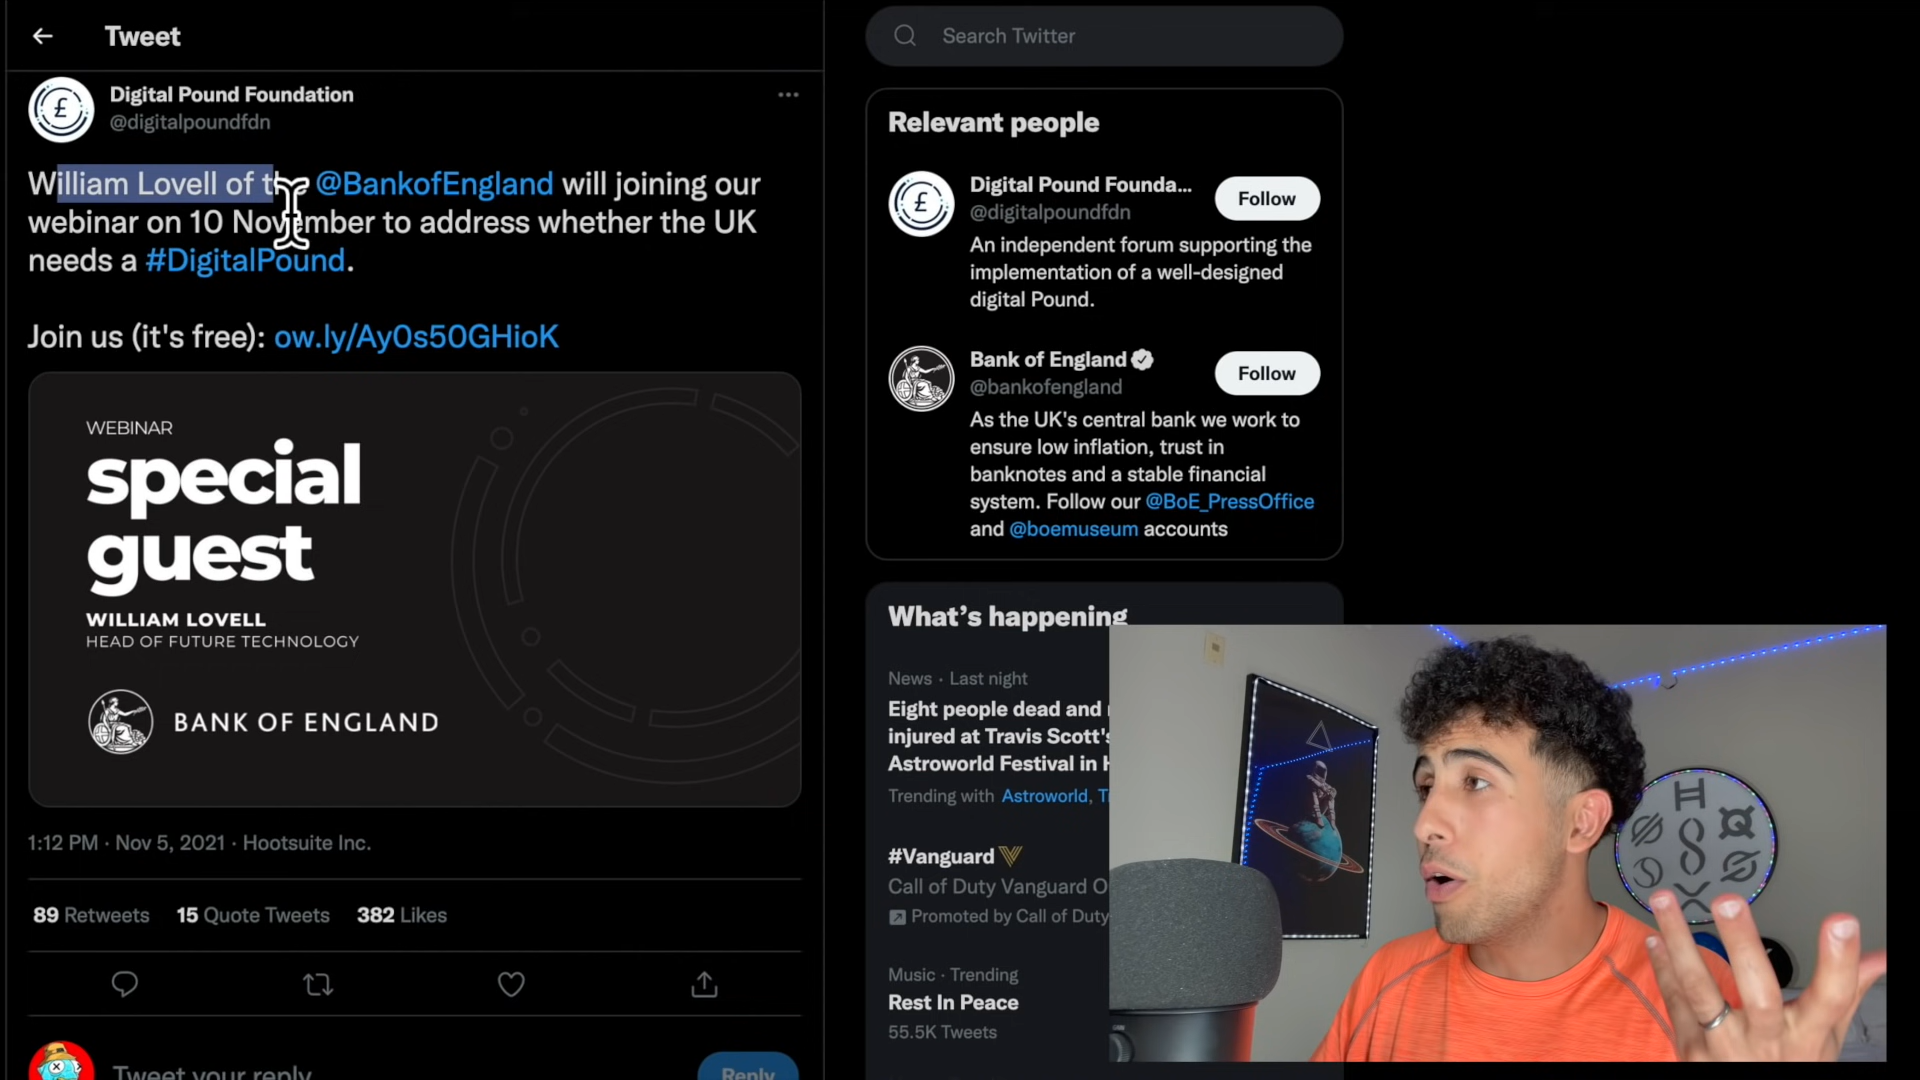 Tweet
Digital Pound Foundation
@digitalpoundfdn
William Lovell of t @BankofEngland will joining our
webinar on 10 November to address whether the UK
needs a #DigitalPound.
Join us (it's free): ow.ly/Ay0s50GHioK
WEBINAR
special
guest
WILLIAM LOVELL
HEAD OF FUTURE TECHNOLOGY
BANK OF ENGLAND
1:12 PM · Nov 5, 2021 · Hootsuite Inc.
89 Retweets 15 Quote Tweets 382 Likes
Tweet your reply
Reply
Search Twitter
Relevant people
Digital Pound Founda...
@digitalpoundfdn
Follow
An independent forum supporting the
implementation of a well-designed
digital Pound.
Bank of England
@bankofengland
Follow
As the UK's central bank we work to
ensure low inflation, trust in
banknotes and a stable financial
system. Follow our @BoE_PressOffice
and @boemuseum accounts
What's happening
News · Last night
Eight people dead and
injured at Travis Scott's
Astroworld Festival in
Trending with Astroworld,
#Vanguard
Call of Duty Vanguard
Promoted by Call of Duty
Music · Trending
Rest In Peace
55.5K Tweets